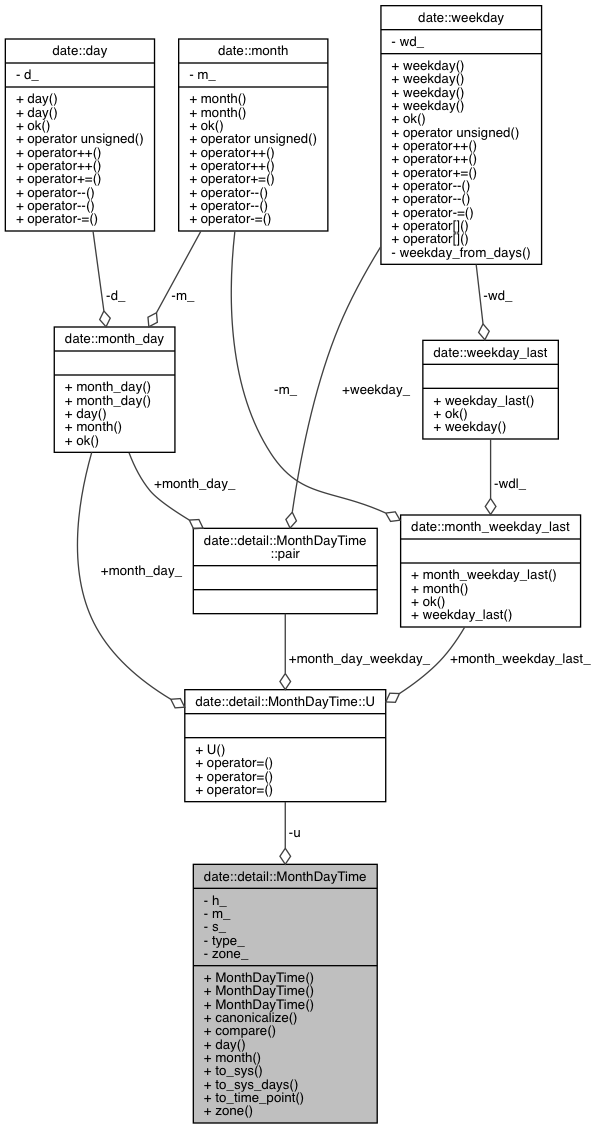 date::day
- d_
+ day()
+ day()
+ ok()
+ operator unsigned()
+ operator++()
+ operator++()
+ operator+=()
+ operator--()
+ operator--()
+ operator-=()
date::month
- m_
+ month()
+ month()
+ ok()
+ operator unsigned()
+ operator++()
+ operator++()
+ operator+=()
+ operator--()
+ operator--()
+ operator-=()
date::weekday
- wd_
+ weekday()
+ weekday()
+ weekday()
+ weekday()
+ ok()
+ operator unsigned()
+ operator++()
+ operator++()
+ operator+=()
+ operator--()
+ operator--()
+ operator-=()
+ operator[]()
+ operator[]()
- weekday_from_days()
-d_
-m_
-wd_
date::month_day
+ month_day()
+ month_day()
+ day()
+ month()
+ ok()
-m_
+weekday_
date::weekday_last
+ weekday_last()
+ ok()
+ weekday()
+month_day_
-wdl_
+month_day_
date::detail::MonthDayTime
::pair
date::month_weekday_last
+ month_weekday_last()
+ month()
+ ok()
+ weekday_last()
+month_day_weekday_
+month_weekday_last_
date::detail::MonthDayTime::U
+ U()
+ operator=()
+ operator=()
+ operator=()
-u
date::detail::MonthDayTime
- h_
- m_
- s_
- type_
- zone_
+ MonthDayTime()
+ MonthDayTime()
+ MonthDayTime()
+ canonicalize()
+ compare()
+ day()
+ month()
+ to_sys()
+ to_sys_days()
+ to_time_point()
+ zone()